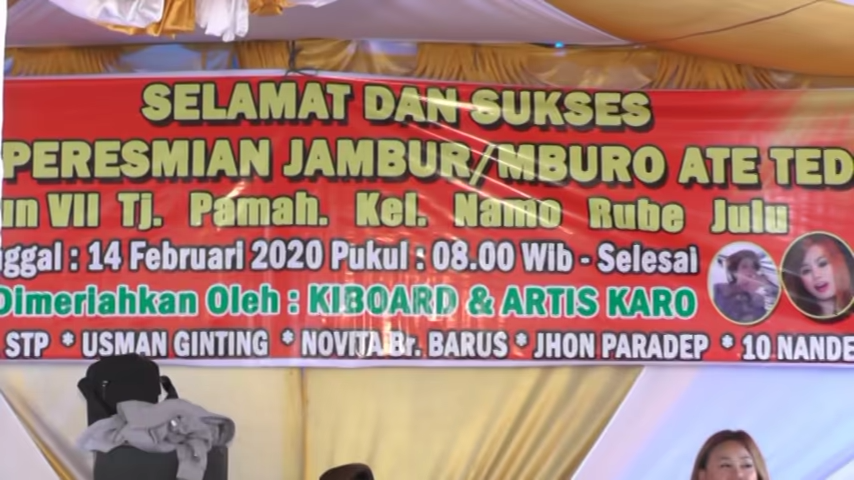 SELAMAT DAN SUKSES
PERESMIAN JAMBUR/MBURO ATE TED
un VII Tj. Pamah. Kel. Namo Rube Julu
ggal : 14 Februari 2020 Pukul : 08.00 Wib - Selesai
Dimeriahkan Oleh : KIBOARD & ARTIS KARO
STP * USMAN GINTING * NOVITA Br. BARUS * JHON PARADEP * 10 NANDE